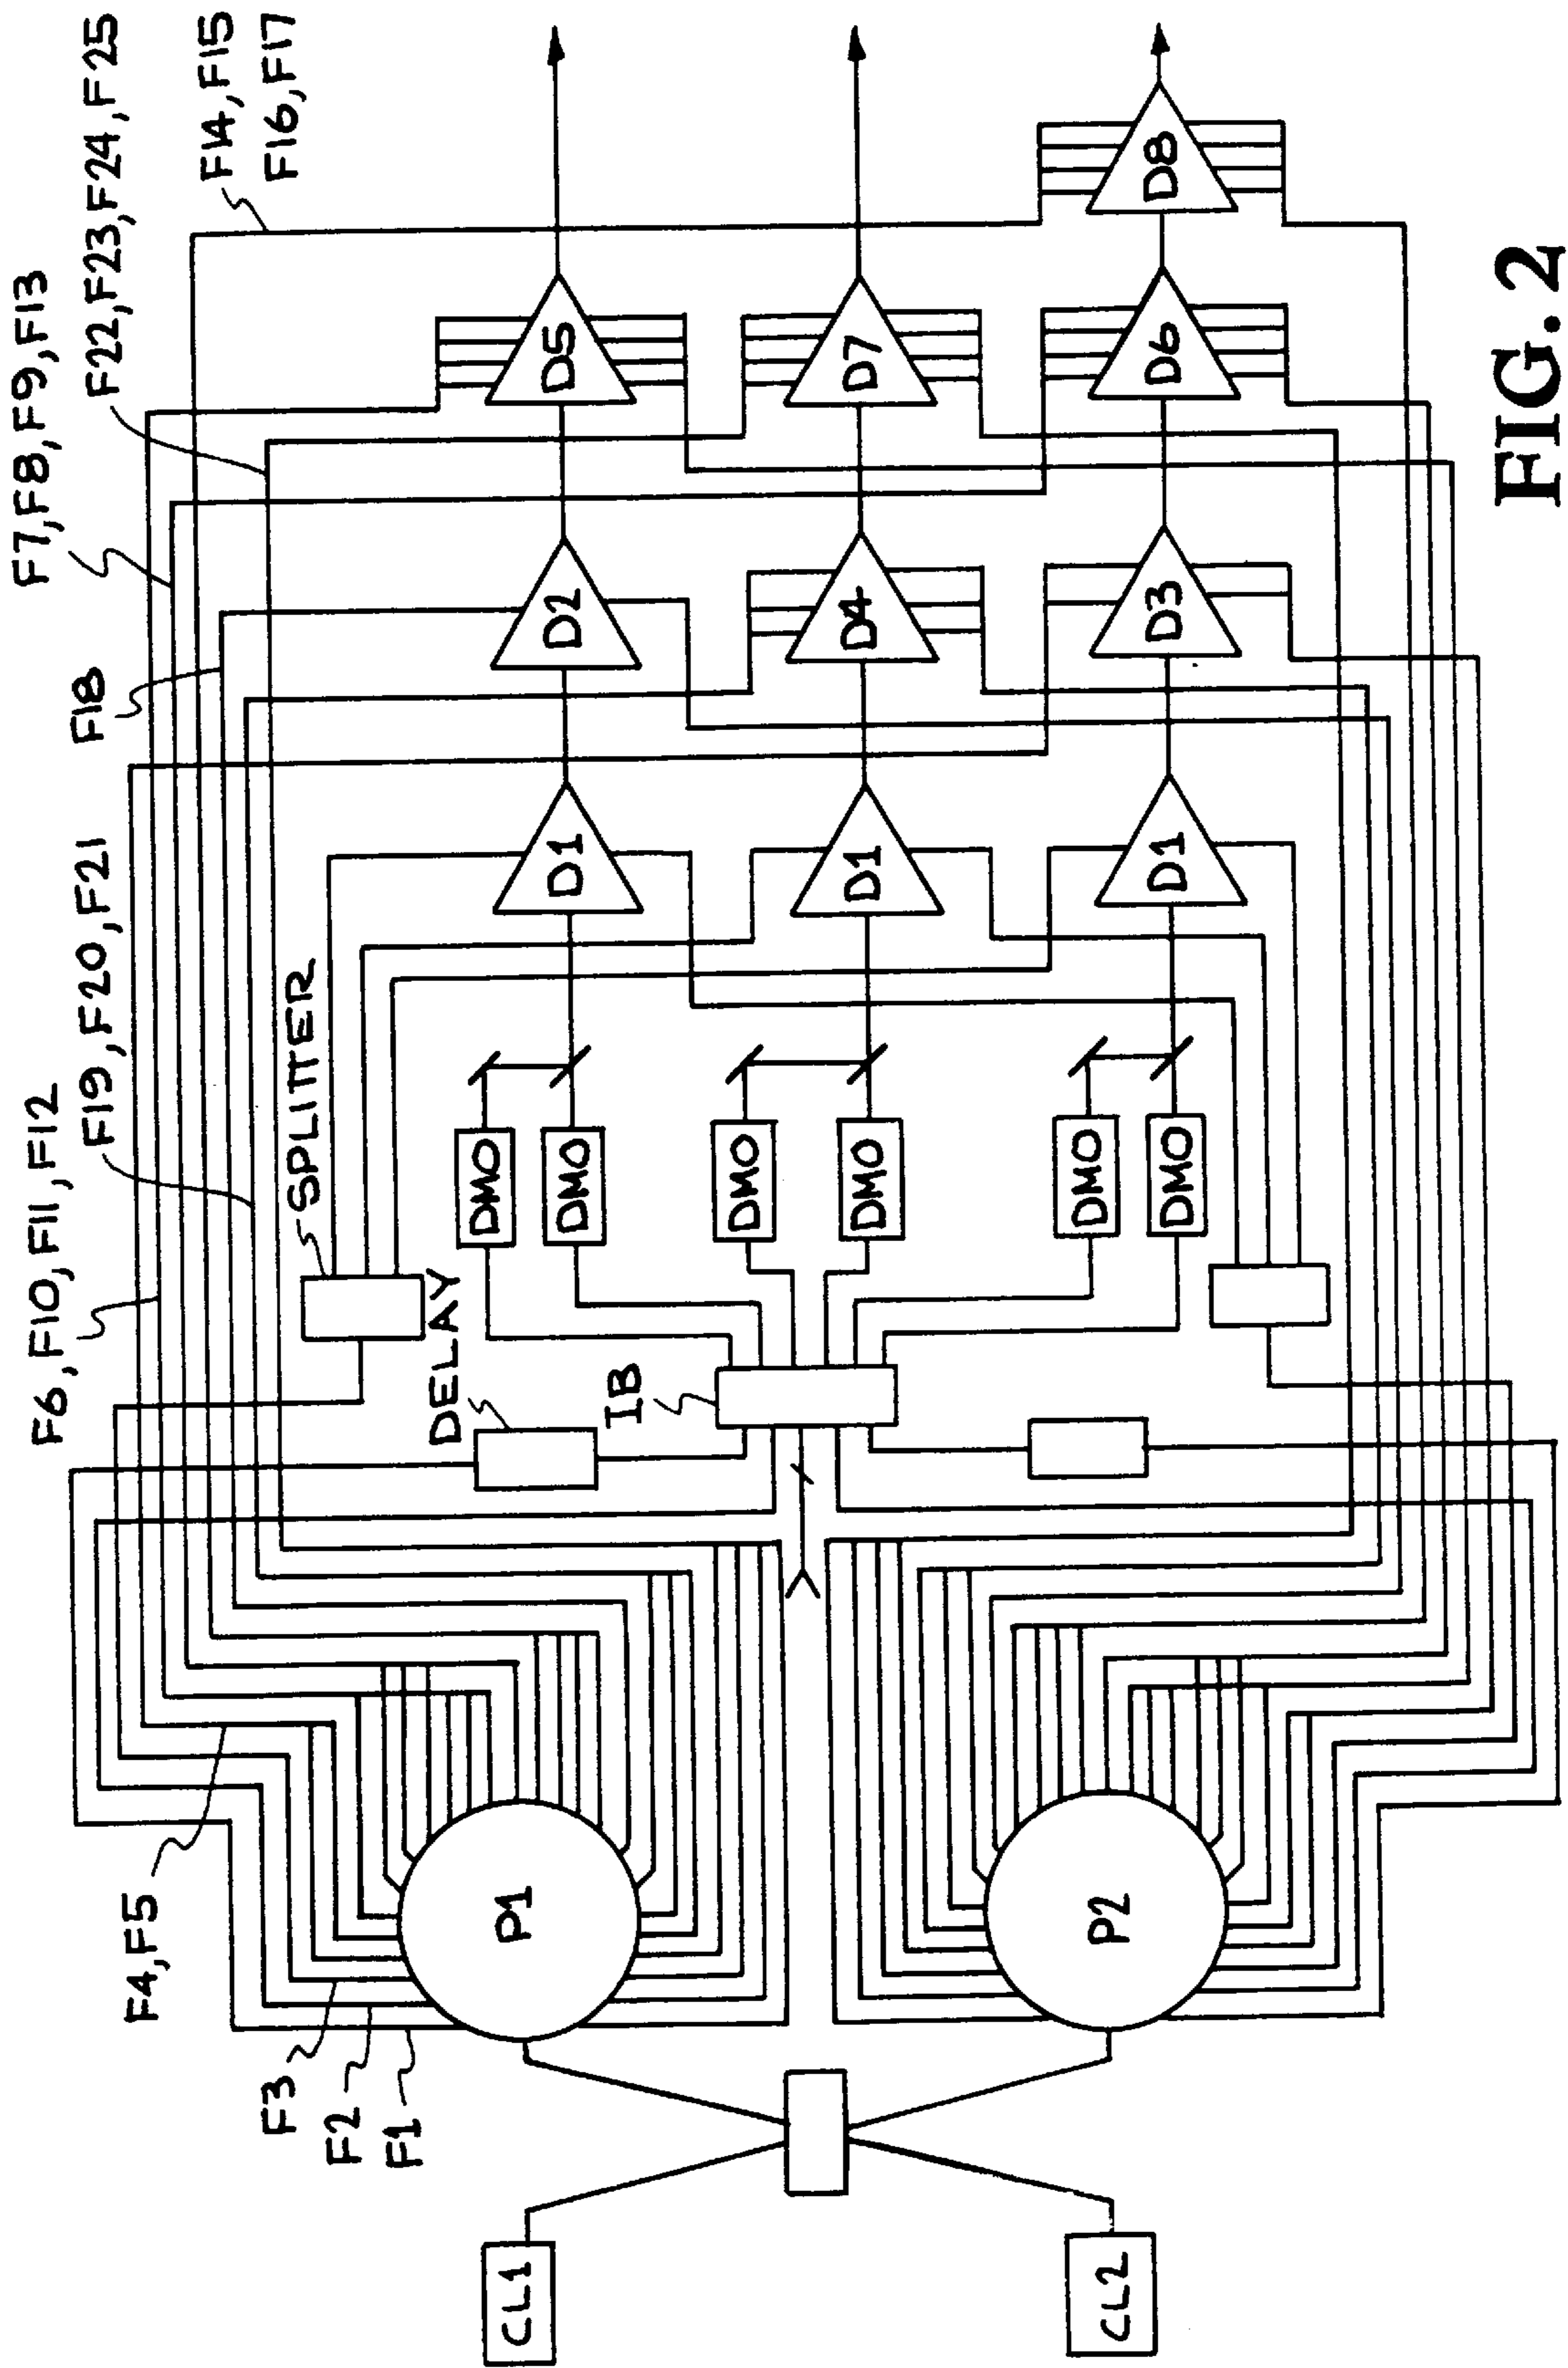 F14, F15
F16, F17
F22, F23, F24, F25
F7, F8, F9, F13
F18
F19, F20, F21
F6, F10, F11, F12
SPLITTER
DELAY
IB
F4, F5
F3
F2
F1
CL1
CL2
P1
P2
DMO
DMO
DMO
DMO
DMO
DMO
D1
D1
D1
D2
D4
D3
D5
D7
D6
D8
FIG. 2